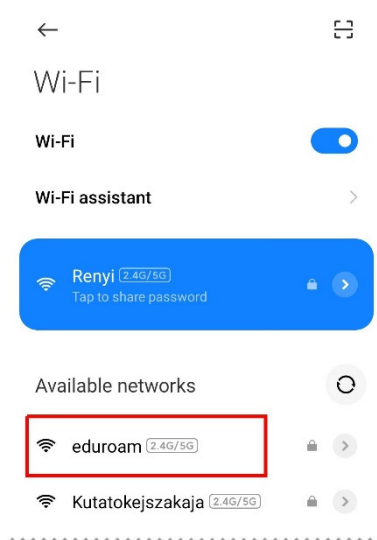 Wi-Fi
Wi-Fi
Wi-Fi assistant
Renyi 2.4G/5G
Tap to share password
Available networks
eduroam 2.4G/5G
Kutatokejszakaja 2.4G/5G